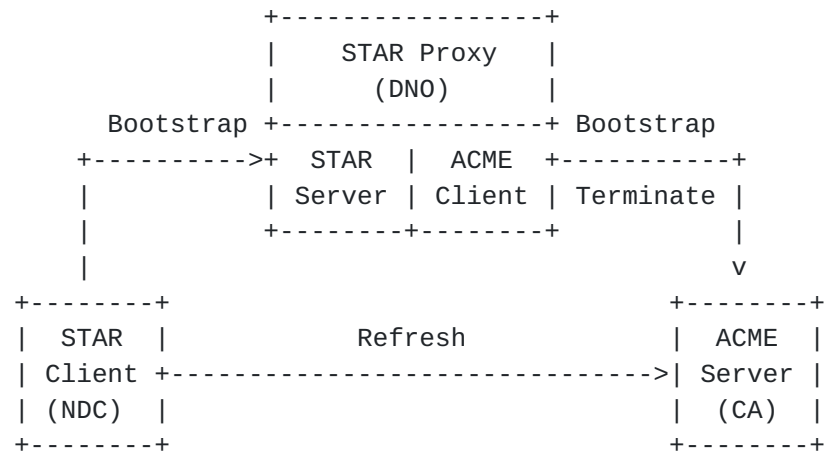 STAR Proxy
(DNO)
Bootstrap Bootstrap
STAR ACME
Server Client Terminate
STAR Refresh ACME
Client Server
(NDC) (CA)